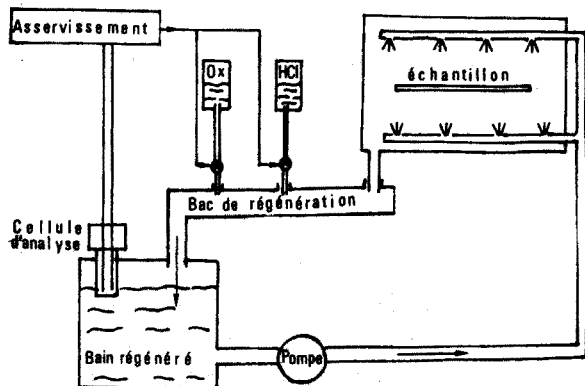 Asservissement
Ox
HCl
échantillon
Bac de régénération
Cellule
d'analyse
Bain régénéré
Pompe